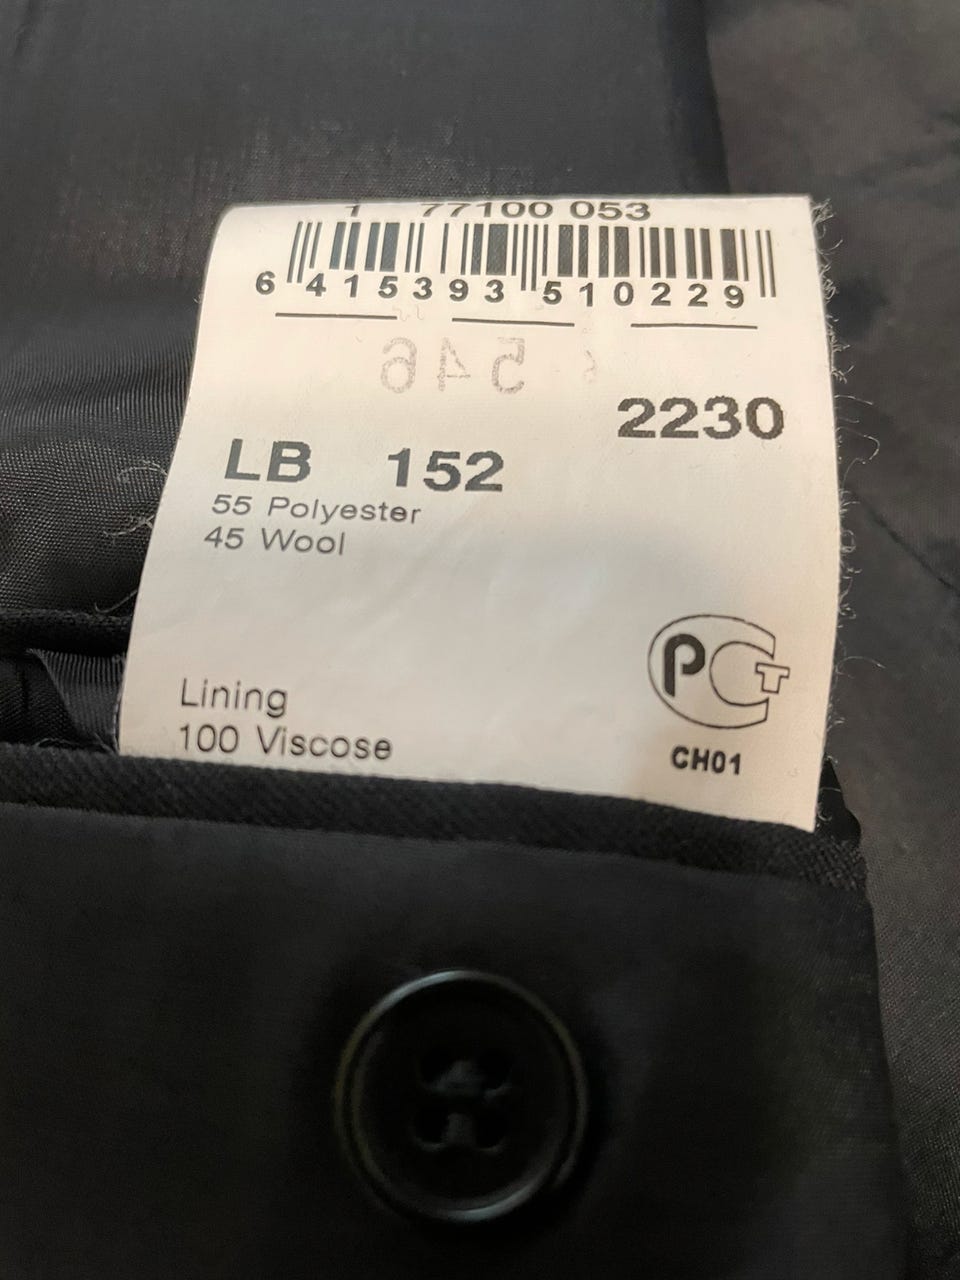 1 77100 053
6 415393 510229
546
2230
LB 152
55 Polyester
45 Wool
PCT
CH01
Lining
100 Viscose